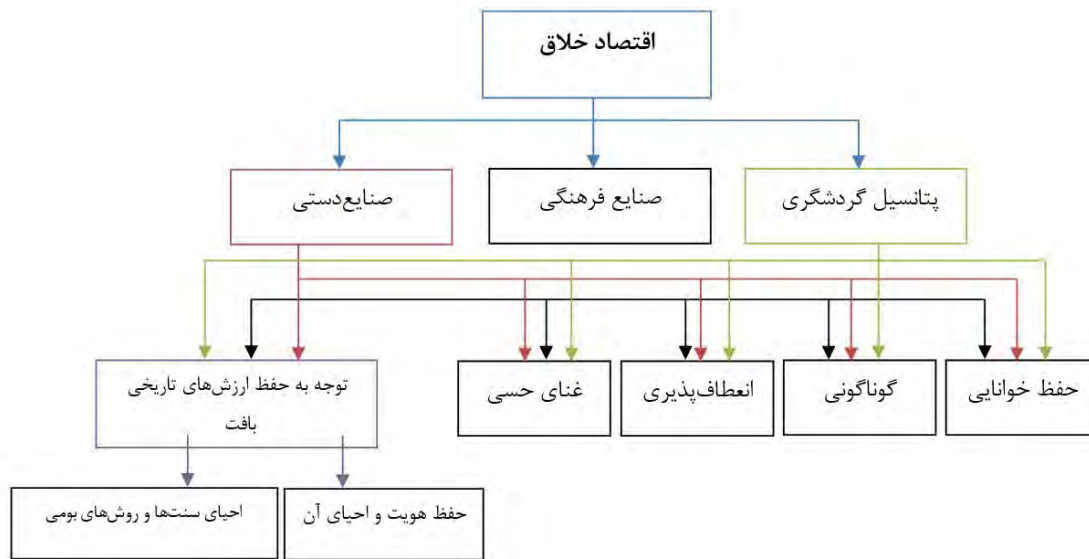 اقتصاد خلاق
پتانسیل گردشگری
صنایع فرهنگی
صنایع‌دستی
حفظ خوانایی
گوناگونی
انعطاف‌پذیری
غنای حسی
توجه به حفظ ارزش‌های تاریخی
بافت
حفظ هویت و احیای آن
احیای سنت‌ها و روش‌های بومی